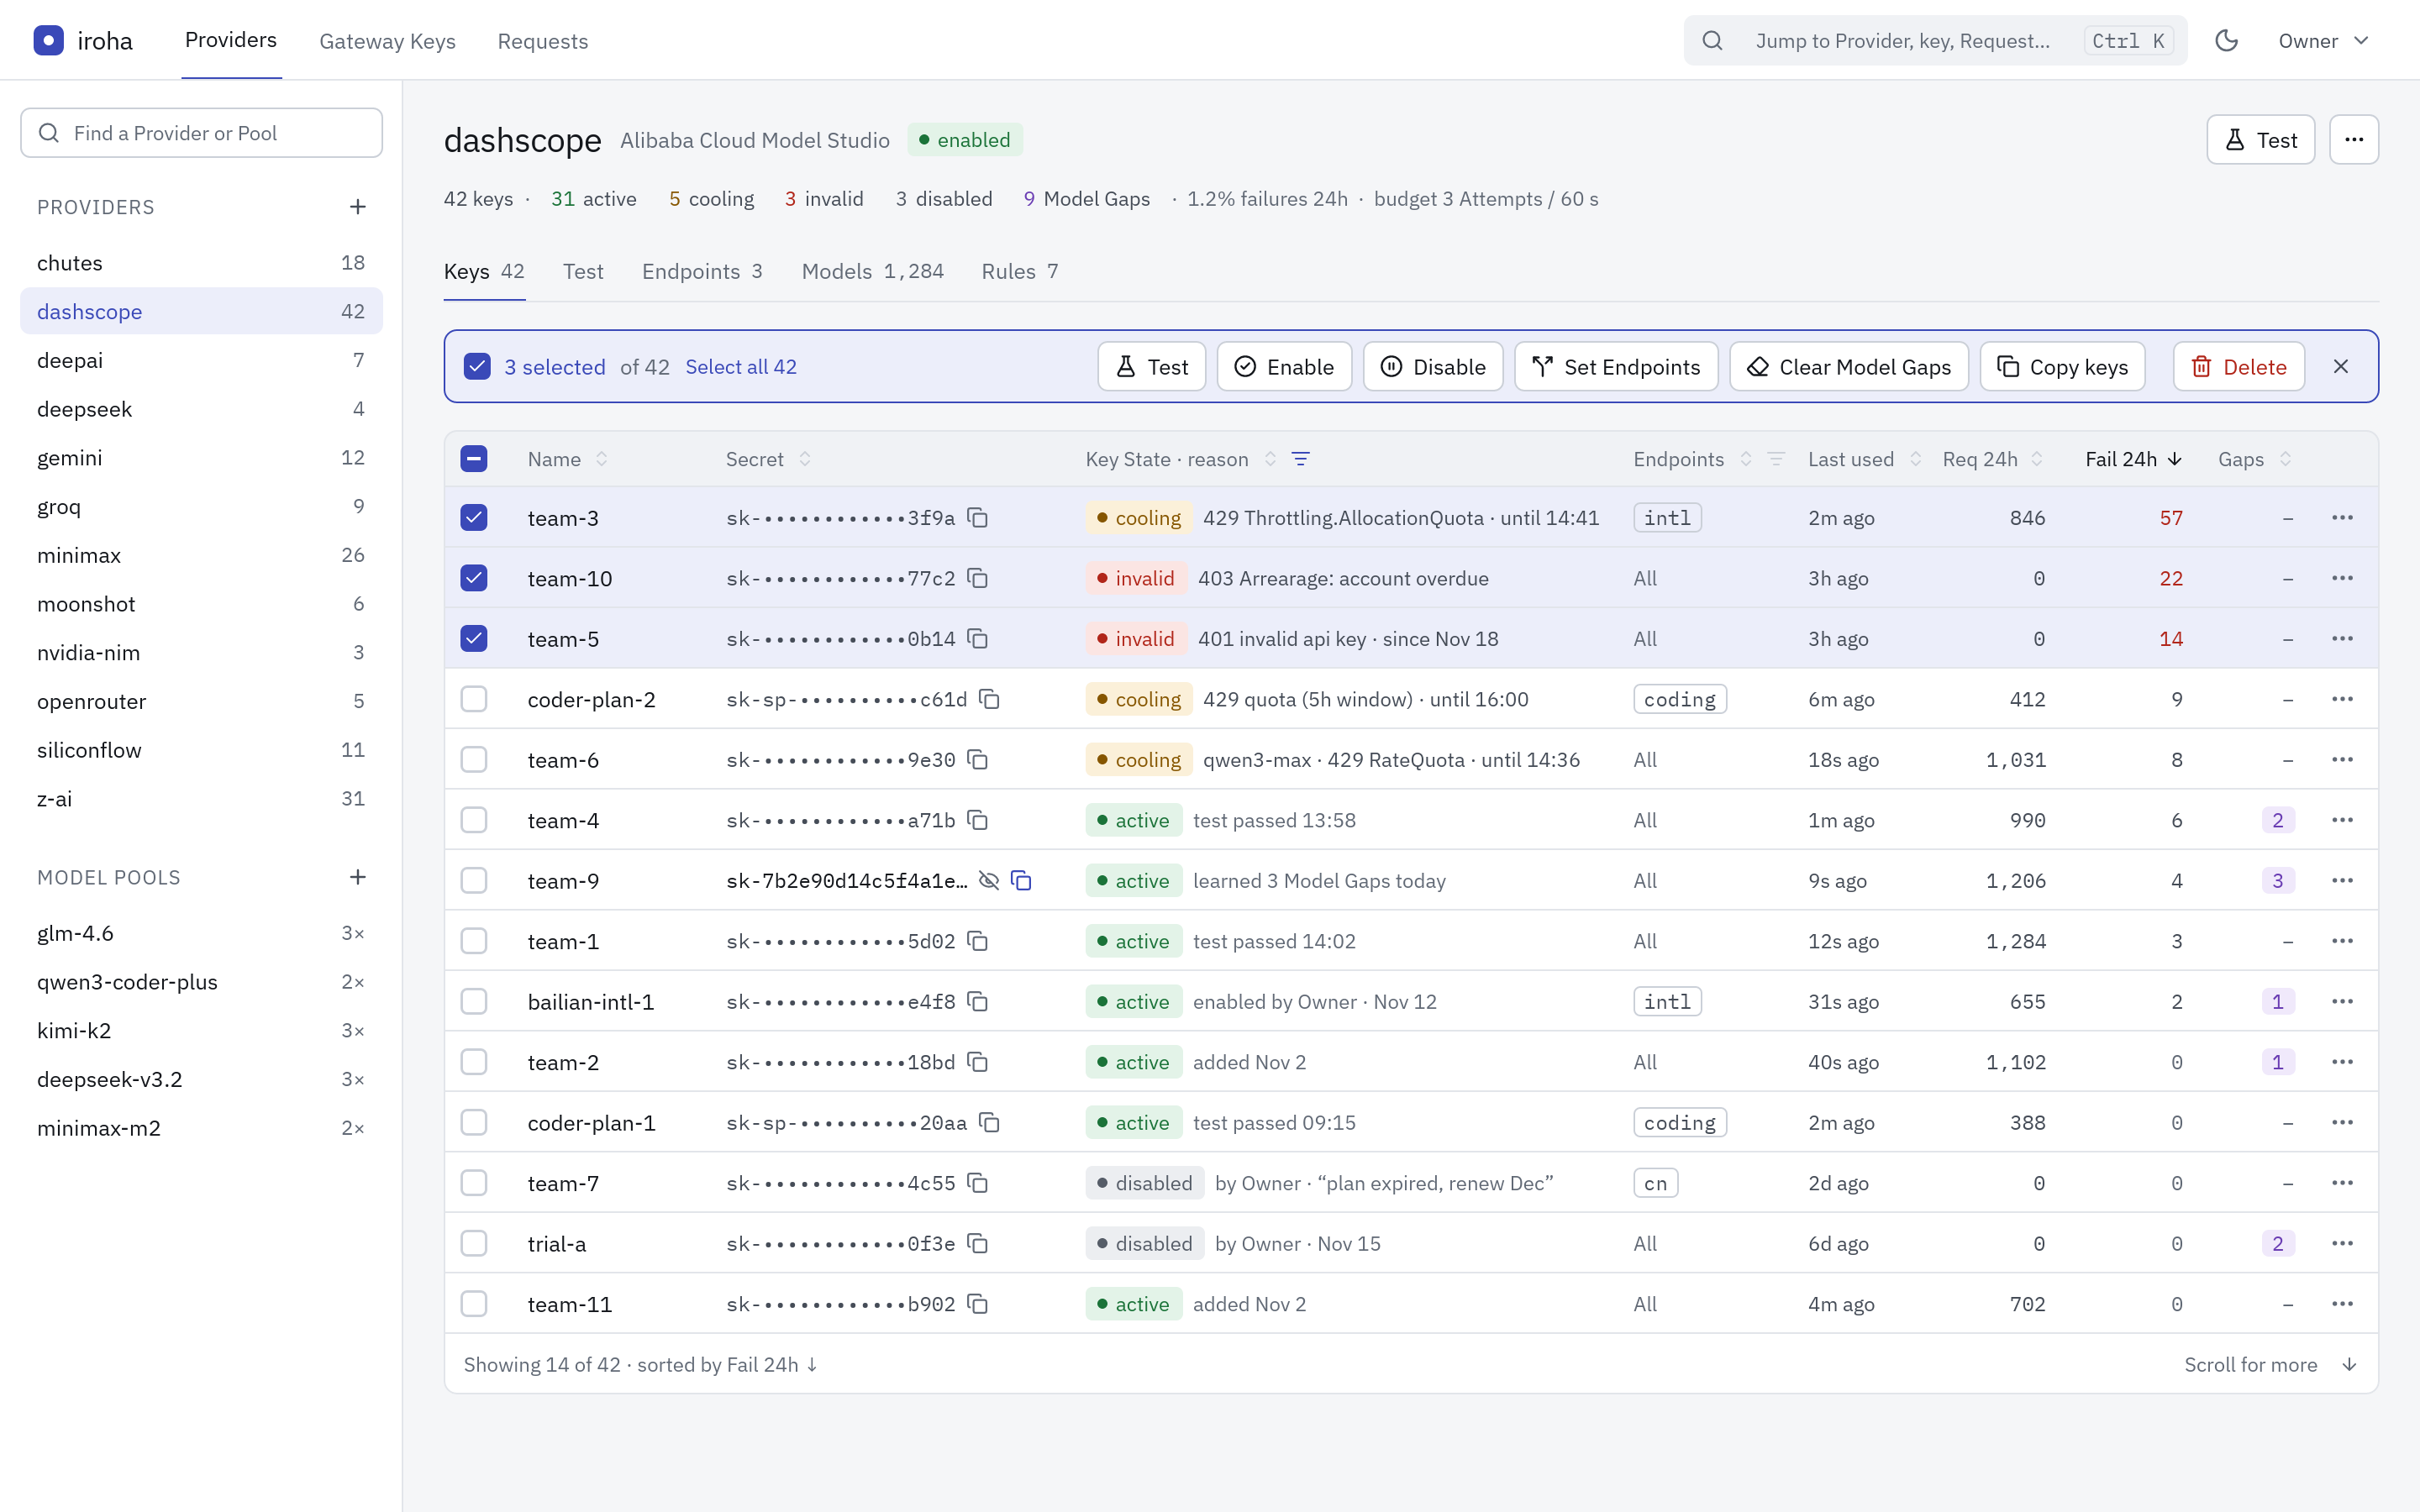 iroha Providers Gateway Keys Requests Jump to Provider, key, Request... Ctrl K Owner
Find a Provider or Pool
PROVIDERS
chutes 18
dashscope 42
deepai 7
deepseek 4
gemini 12
groq 9
minimax 26
moonshot 6
nvidia-nim 3
openrouter 5
siliconflow 11
z-ai 31
MODEL POOLS
glm-4.6 3×
qwen3-coder-plus 2×
kimi-k2 3×
deepseek-v3.2 3×
minimax-m2 2×
dashscope Alibaba Cloud Model Studio enabled Test
42 keys · 31 active 5 cooling 3 invalid 3 disabled 9 Model Gaps · 1.2% failures 24h · budget 3 Attempts / 60 s
Keys 42 Test Endpoints 3 Models 1,284 Rules 7
3 selected of 42 Select all 42 Test Enable Disable Set Endpoints Clear Model Gaps Copy keys Delete
Name Secret Key State · reason Endpoints Last used Req 24h Fail 24h ↓ Gaps
team-3 sk-••••••••••••3f9a cooling 429 Throttling.AllocationQuota · until 14:41 intl 2m ago 846 57 –
team-10 sk-••••••••••••77c2 invalid 403 Arrearage: account overdue All 3h ago 0 22 –
team-5 sk-••••••••••••0b14 invalid 401 invalid api key · since Nov 18 All 3h ago 0 14 –
coder-plan-2 sk-sp-••••••••••c61d cooling 429 quota (5h window) · until 16:00 coding 6m ago 412 9 –
team-6 sk-••••••••••••9e30 cooling qwen3-max · 429 RateQuota · until 14:36 All 18s ago 1,031 8 –
team-4 sk-••••••••••••a71b active test passed 13:58 All 1m ago 990 6 2
team-9 sk-7b2e90d14c5f4a1e… active learned 3 Model Gaps today All 9s ago 1,206 4 3
team-1 sk-••••••••••••5d02 active test passed 14:02 All 12s ago 1,284 3 –
bailian-intl-1 sk-••••••••••••e4f8 active enabled by Owner · Nov 12 intl 31s ago 655 2 1
team-2 sk-••••••••••••18bd active added Nov 2 All 40s ago 1,102 0 1
coder-plan-1 sk-sp-••••••••••20aa active test passed 09:15 coding 2m ago 388 0 –
team-7 sk-••••••••••••4c55 disabled by Owner · “plan expired, renew Dec” cn 2d ago 0 0 –
trial-a sk-••••••••••••0f3e disabled by Owner · Nov 15 All 6d ago 0 0 2
team-11 sk-••••••••••••b902 active added Nov 2 All 4m ago 702 0 –
Showing 14 of 42 · sorted by Fail 24h ↓ Scroll for more ↓